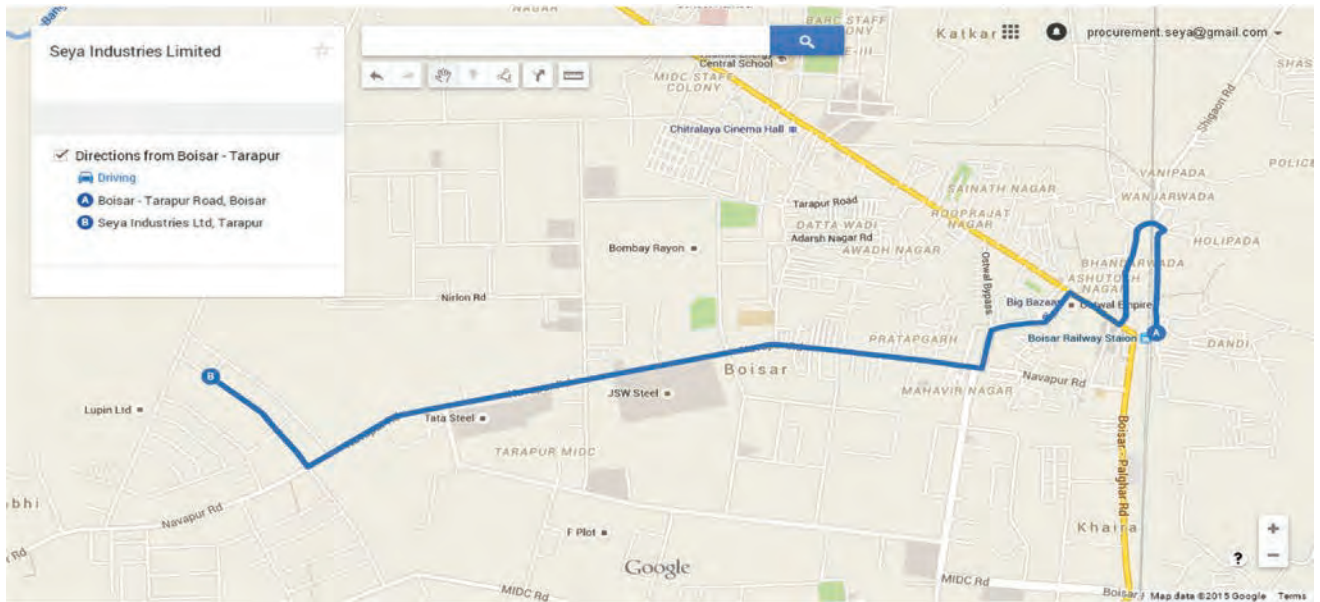 Seya Industries Limited
Directions from Boisar - Tarapur
Driving
A Boisar - Tarapur Road, Boisar
B Seya Industries Ltd, Tarapur
procurement.seya@gmail.com
NAGAR
BARC STAFF
Katkar
Central School
MIDC STAFF
COLONY
Chitralaya Cinema Hall
Shigaon Rd
POLICE
VANIPADA
WANJARWADA
SAINATH NAGAR
Tarapur Road
ROOPRAJAT
NAGAR
DATTA WADI
Adarsh Nagar Rd
AWADH NAGAR
Bombay Rayon
HOLIPADA
BHANDARWADA
ASHUTOSH
NAGAR
Ostwal Bypass
Nirlon Rd
Big Bazaar
Ostwal Empire
Boisar Railway Staion
A
DANDI
PRATAPGARH
Boisar
Navapur Rd
MAHAVIR NAGAR
B
JSW Steel
Lupin Ltd
Tata Steel
TARAPUR MIDC
Boisar - Palghar Rd
Navapur Rd
F Plot
Khaira
Google
MIDC Rd
MIDC Rd
+
?
−
Map data ©2015 Google Terms